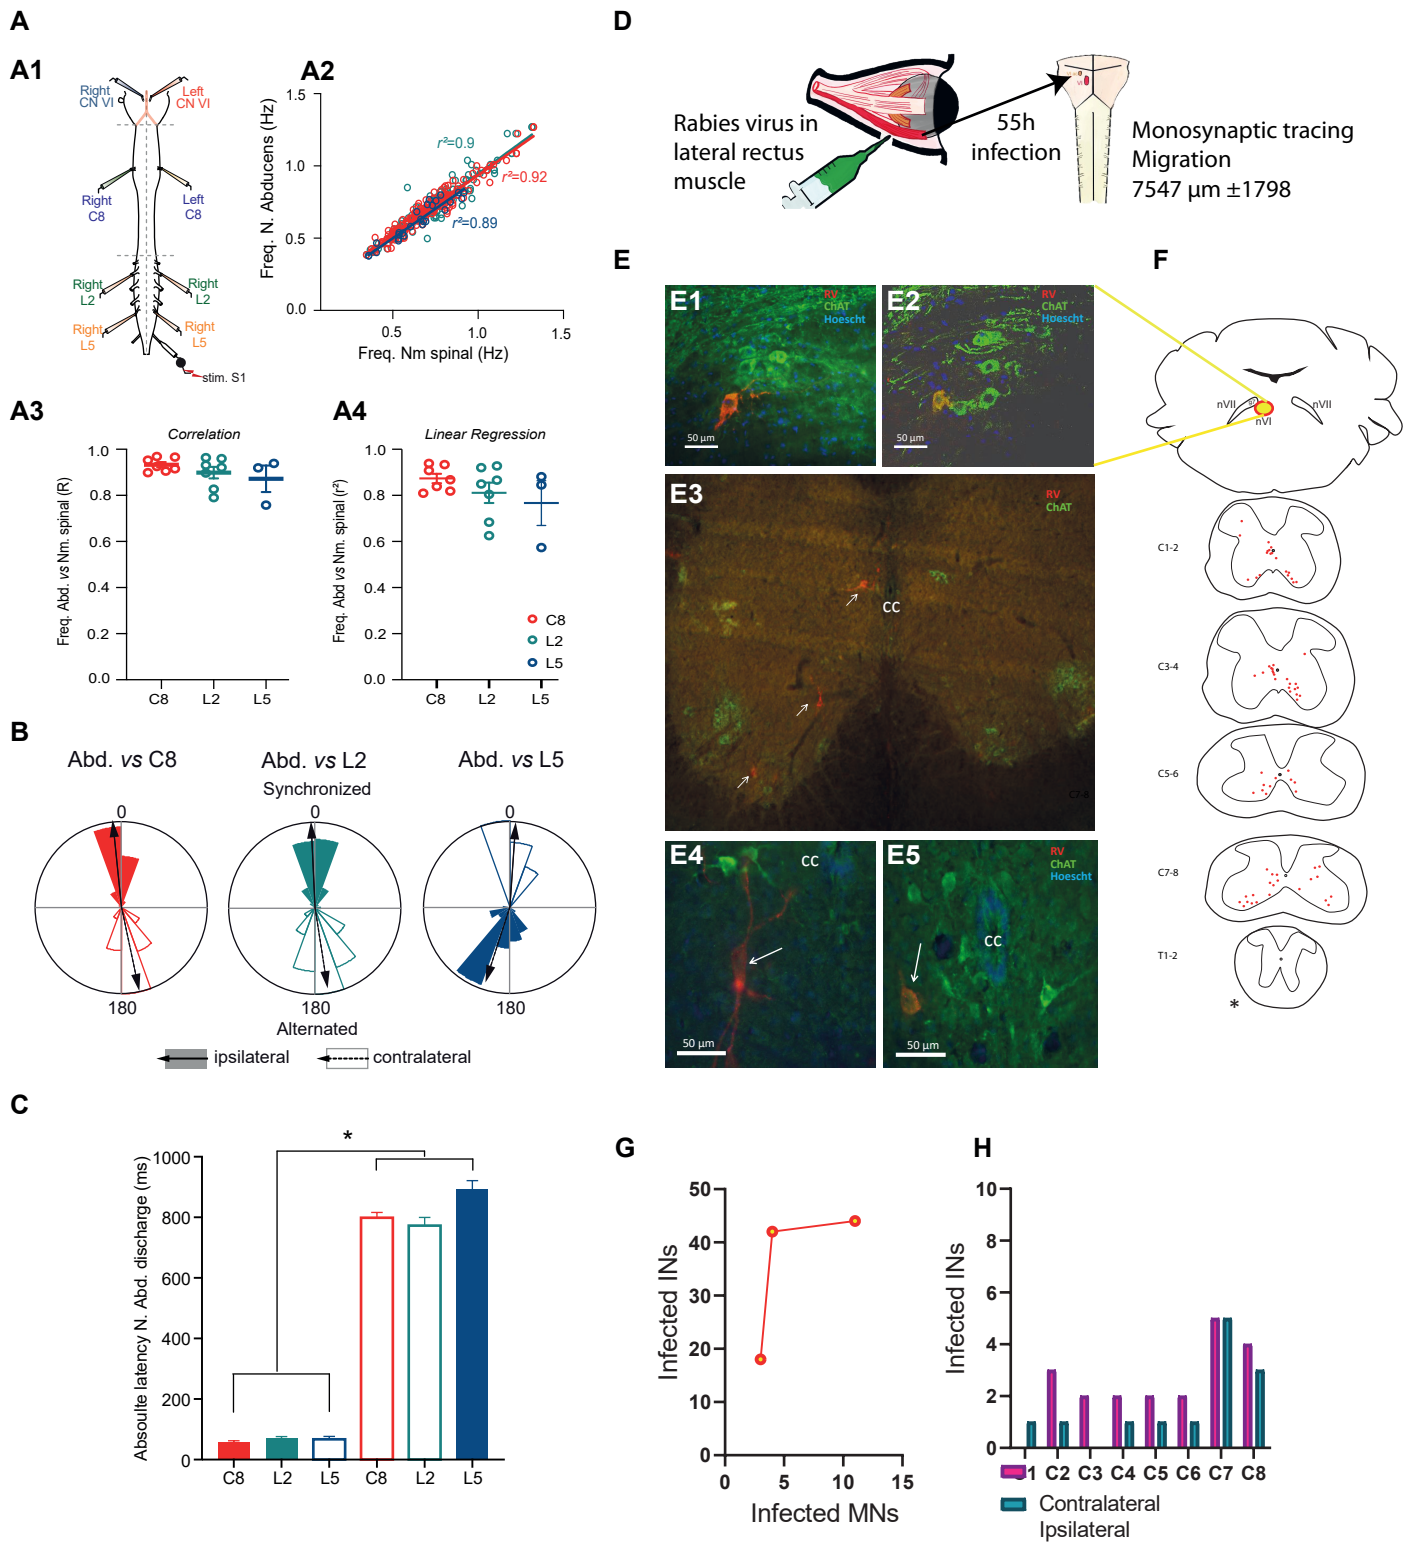 A
A1
Right
CN VI
Left
CN VI
Right
C8
Left
C8
Right
L2
Right
L2
Right
L5
Right
L5
stim. S1
A2
Freq. N. Abducens (Hz)
1.5
1.0
0.5
0.0
r²=0.9
r²=0.92
r²=0.89
0.5
1.0
1.5
Freq. Nm spinal (Hz)
A3
Correlation
Freq. Abd. vs Nm. spinal (R)
1.0
0.8
0.6
0.4
0.2
0.0
C8
L2
L5
A4
Linear Regression
Freq. Abd vs Nm. spinal (r²)
1.0
0.8
0.6
0.4
0.2
0.0
C8
L2
L5
C8
L2
L5
B
Abd. vs C8
Abd. vs L2
Abd. vs L5
Synchronized
0
0
0
180
180
180
Alternated
ipsilateral
contralateral
C
Absoulte latency N. Abd. discharge (ms)
1000
800
600
400
200
0
*
C8
L2
L5
C8
L2
L5
D
Rabies virus in
lateral rectus
muscle
55h
infection
Monosynaptic tracing
Migration
7547 µm ±1798
E
E1
RV
ChAT
Hoescht
50 µm
E2
RV
ChAT
Hoescht
50 µm
E3
RV
ChAT
cc
C7-8
E4
cc
50 µm
E5
RV
ChAT
Hoescht
cc
50 µm
F
nVII
nVII
nVI
C1-2
C3-4
C5-6
C7-8
T1-2
*
G
Infected INs
50
40
30
20
10
0
0
5
10
15
Infected MNs
H
Infected INs
10
8
6
4
2
0
C2
C3
C4
C5
C6
C7
C8
Contralateral
Ipsilateral